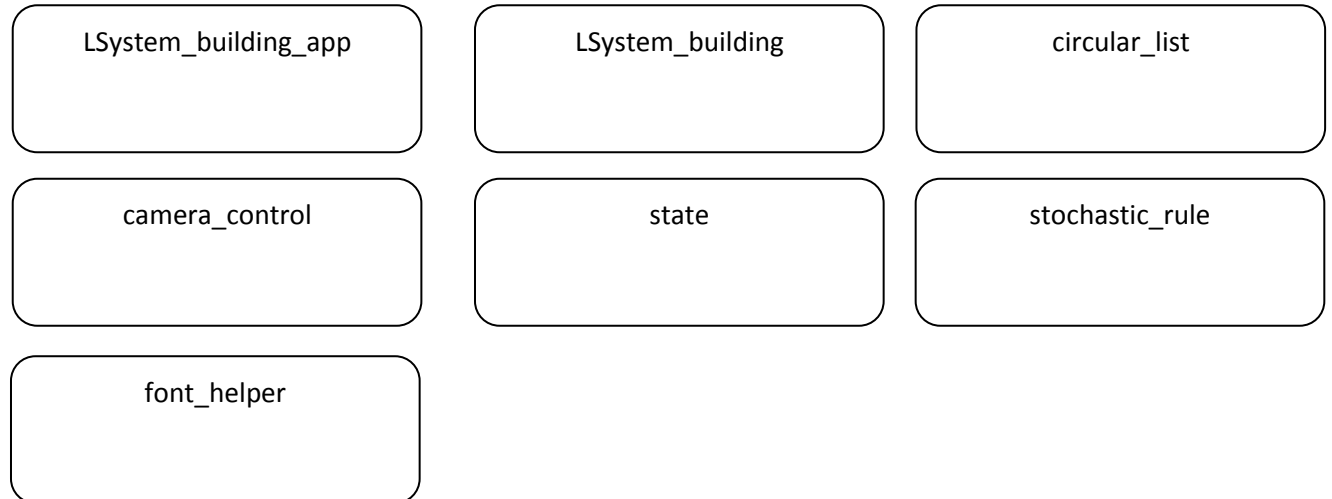 LSystem_building_app
LSystem_building
circular_list
camera_control
state
stochastic_rule
font_helper